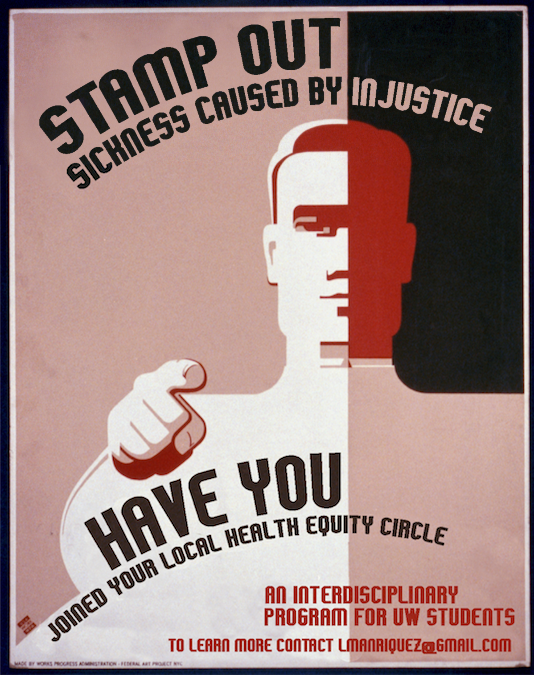 STAMP OUT
SICKNESS CAUSED BY INJUSTICE
HAVE YOU
JOINED YOUR LOCAL HEALTH EQUITY CIRCLE
AN INTERDISCIPLINARY
PROGRAM FOR UW STUDENTS
TO LEARN MORE CONTACT LMANRIQUEZ@GMAIL.COM
MADE BY WORKS PROGRESS ADMINISTRATION - FEDERAL ART PROJECT NYC